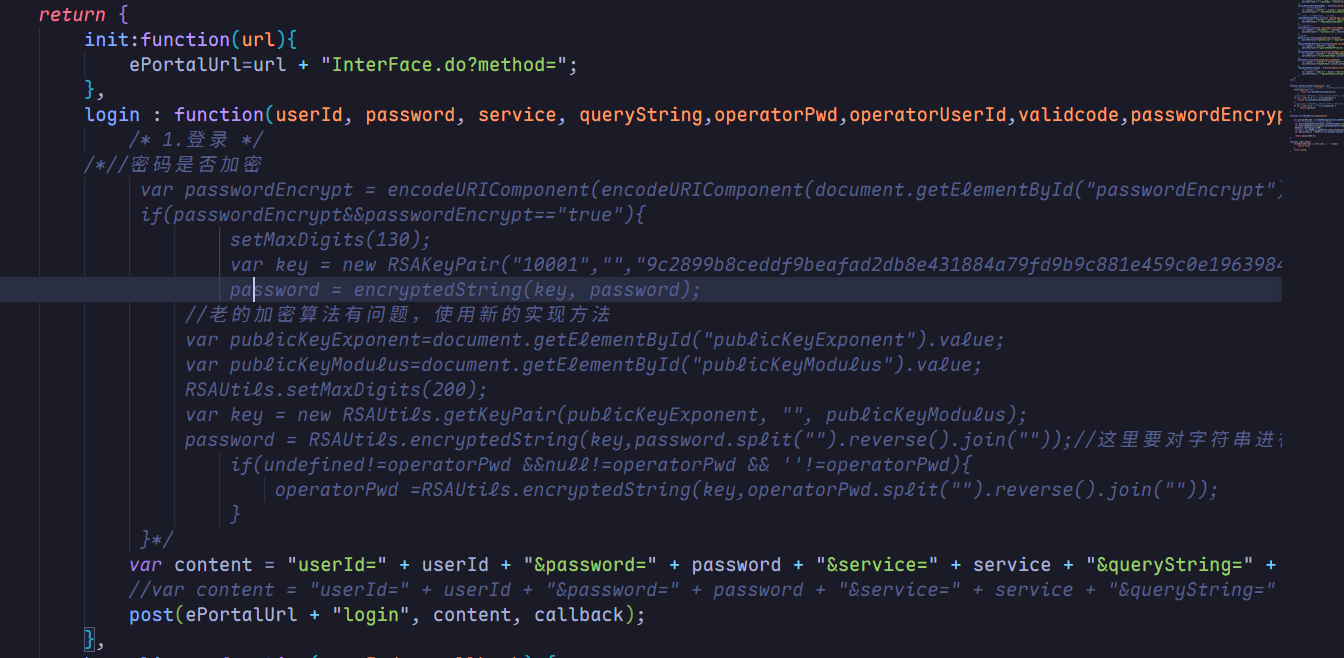 return {
init:function(url){
ePortalUrl=url + "InterFace.do?method=";
},
login : function(userId, password, service, queryString,operatorPwd,operatorUserId,validcode,passwordEncryp
/* 1.登录 */
/*//密码是否加密
var passwordEncrypt = encodeURIComponent(encodeURIComponent(document.getElementById("passwordEncrypt")
if(passwordEncrypt&&passwordEncrypt=="true"){
setMaxDigits(130);
var key = new RSAKeyPair("10001","","9c2899b8ceddf9beafad2db8e431884a79fd9b9c881e459c0e1963984
password = encryptedString(key, password);
//老的加密算法有问题，使用新的实现方法
var publicKeyExponent=document.getElementById("publicKeyExponent").value;
var publicKeyModulus=document.getElementById("publicKeyModulus").value;
RSAUtils.setMaxDigits(200);
var key = new RSAUtils.getKeyPair(publicKeyExponent, "", publicKeyModulus);
password = RSAUtils.encryptedString(key,password.split("").reverse().join(""));//这里要对字符串进行
if(undefined!=operatorPwd &&null!=operatorPwd && ''!=operatorPwd){
operatorPwd =RSAUtils.encryptedString(key,operatorPwd.split("").reverse().join(""));
}
}*/
var content = "userId=" + userId + "&password=" + password + "&service=" + service + "&queryString=" +
//var content = "userId=" + userId + "&password=" + password + "&service=" + service + "&queryString="
post(ePortalUrl + "login", content, callback);
},